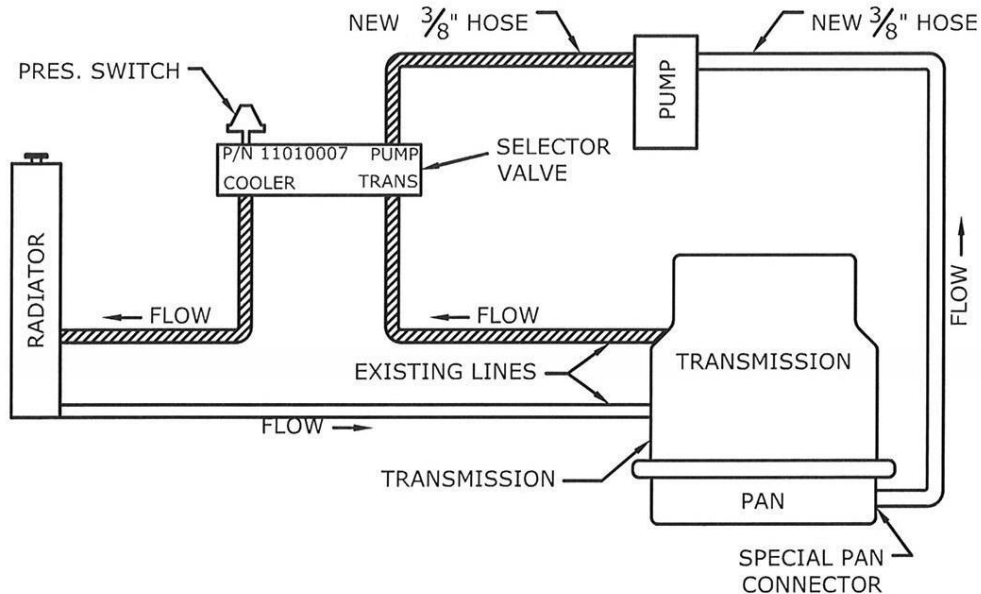 NEW 3/8" HOSE
NEW 3/8" HOSE
PRES. SWITCH
PUMP
P/N 11010007 PUMP
COOLER TRANS
SELECTOR
VALVE
RADIATOR
FLOW
FLOW
FLOW
TRANSMISSION
EXISTING LINES
FLOW
TRANSMISSION
PAN
SPECIAL PAN
CONNECTOR